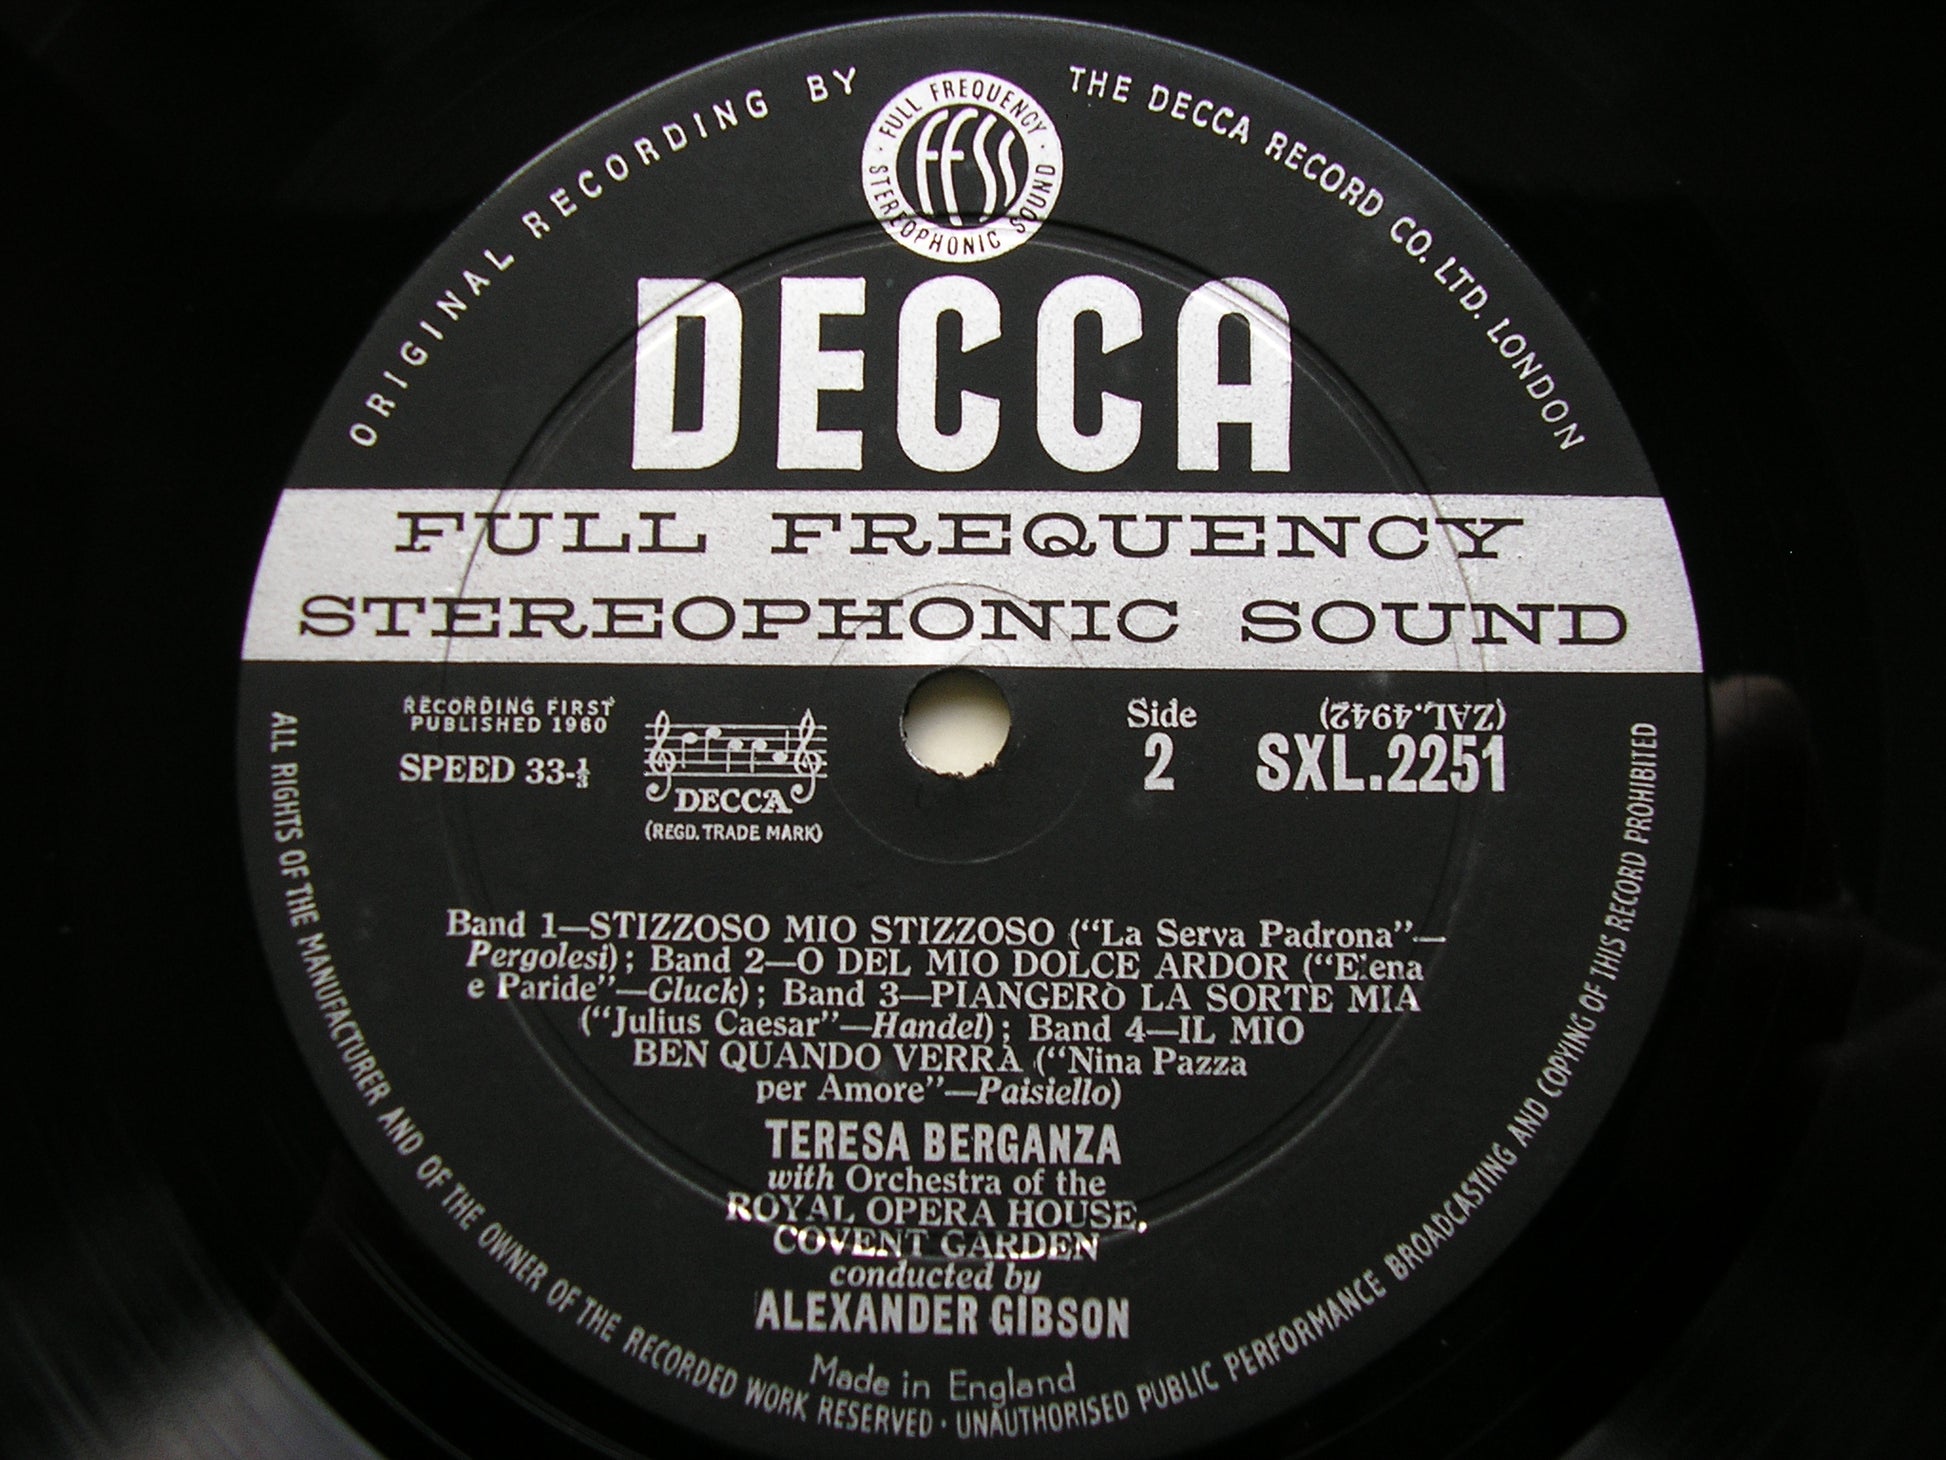 ORIGINAL RECORDING BY
THE DECCA RECORD CO. LTD. LONDON
· FULL FREQUENCY ·
STEREOPHONIC SOUND
FFSS
DECCA
FULL FREQUENCY
STEREOPHONIC SOUND
RECORDING FIRST
PUBLISHED 1960
SPEED 33-⅓
DECCA
(REGD. TRADE MARK)
Side
2
(ZAL.4942)
SXL.2251
Band 1—STIZZOSO MIO STIZZOSO (“La Serva Padrona”—
Pergolesi); Band 2—O DEL MIO DOLCE ARDOR (“Elena
e Paride”—Gluck); Band 3—PIANGERÒ LA SORTE MIA
(“Julius Caesar”—Handel); Band 4—IL MIO
BEN QUANDO VERRÀ (“Nina Pazza
per Amore”—Paisiello)
TERESA BERGANZA
with Orchestra of the
ROYAL OPERA HOUSE,
COVENT GARDEN
conducted by
ALEXANDER GIBSON
Made in England
ALL RIGHTS OF THE MANUFACTURER AND OF THE OWNER OF THE RECORDED WORK RESERVED · UNAUTHORISED PUBLIC PERFORMANCE BROADCASTING AND COPYING OF THIS RECORD PROHIBITED